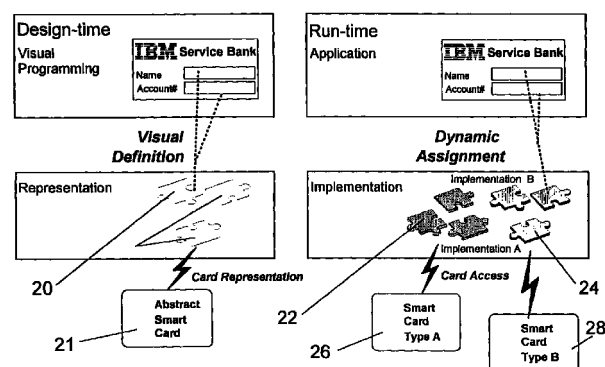 Design-time
Visual
Programming
IBM Service Bank
Name
Account#
Visual
Definition
Representation
20
Card Representation
Abstract
Smart
Card
21
Run-time
Application
IBM Service Bank
Name
Account#
Dynamic
Assignment
Implementation
Implementation B
Implementation A
22
24
Card Access
Smart
Card
Type A
26
Smart
Card
Type B
28